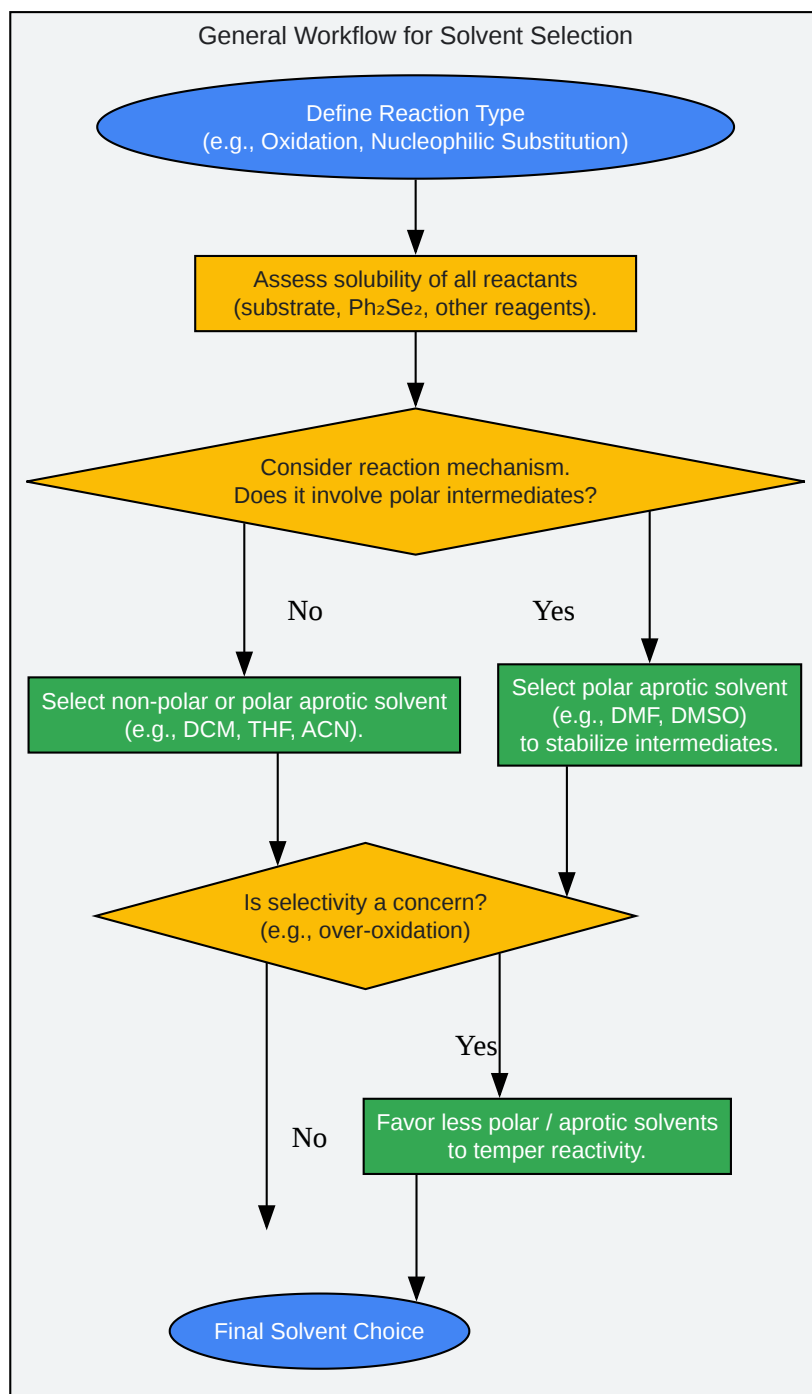 General Workflow for Solvent Selection
Define Reaction Type
(e.g., Oxidation, Nucleophilic Substitution)
Assess solubility of all reactants
(substrate, Ph₂Se₂, other reagents).
Consider reaction mechanism.
Does it involve polar intermediates?
No
Yes
Select non-polar or polar aprotic solvent
(e.g., DCM, THF, ACN).
Select polar aprotic solvent
(e.g., DMF, DMSO)
to stabilize intermediates.
Is selectivity a concern?
(e.g., over-oxidation)
Yes
No
Favor less polar / aprotic solvents
to temper reactivity.
Final Solvent Choice